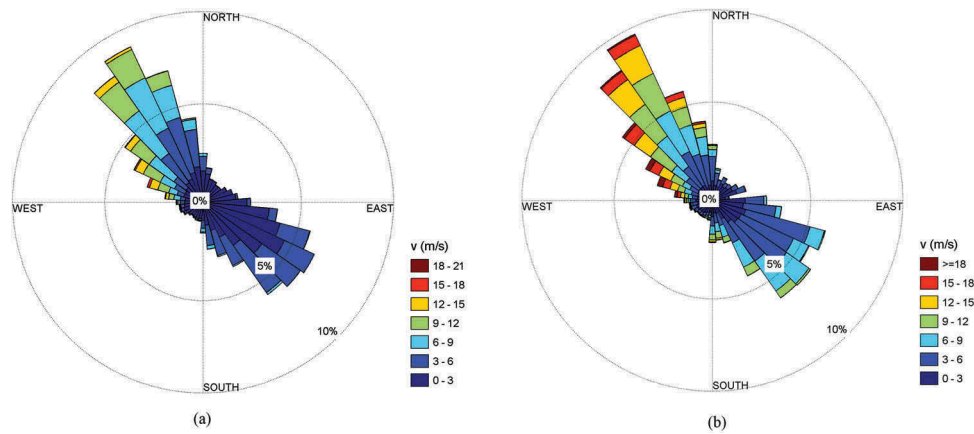 NORTH
WEST
0%
EAST
5%
10%
SOUTH
v (m/s)
18 - 21
15 - 18
12 - 15
9 - 12
6 - 9
3 - 6
0 - 3
(a)
NORTH
WEST
0%
EAST
5%
10%
SOUTH
v (m/s)
>=18
15 - 18
12 - 15
9 - 12
6 - 9
3 - 6
0 - 3
(b)